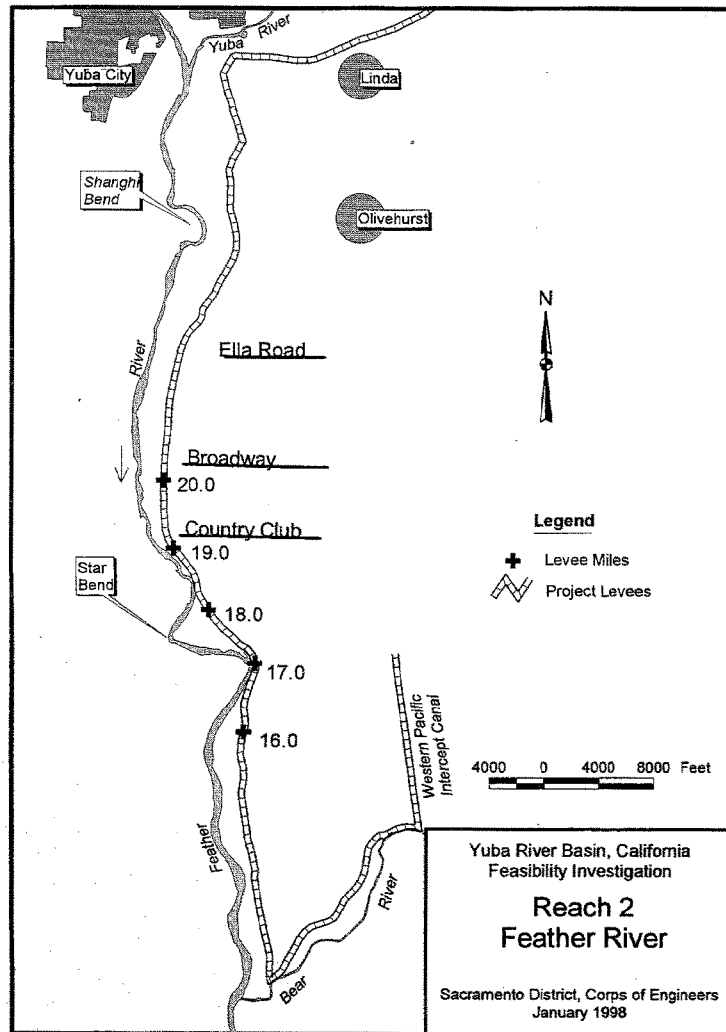 River
Yuba
Yuba City
Linda
Shanghi
Bend
Olivehurst
N
River
Ella Road
Broadway
20.0
Country Club
19.0
Legend
Levee Miles
Project Levees
Star
Bend
18.0
17.0
16.0
Western Pacific
Intercept Canal
4000 0 4000 8000 Feet
Feather
River
Bear
Yuba River Basin, California
Feasibility Investigation
Reach 2
Feather River
Sacramento District, Corps of Engineers
January 1998